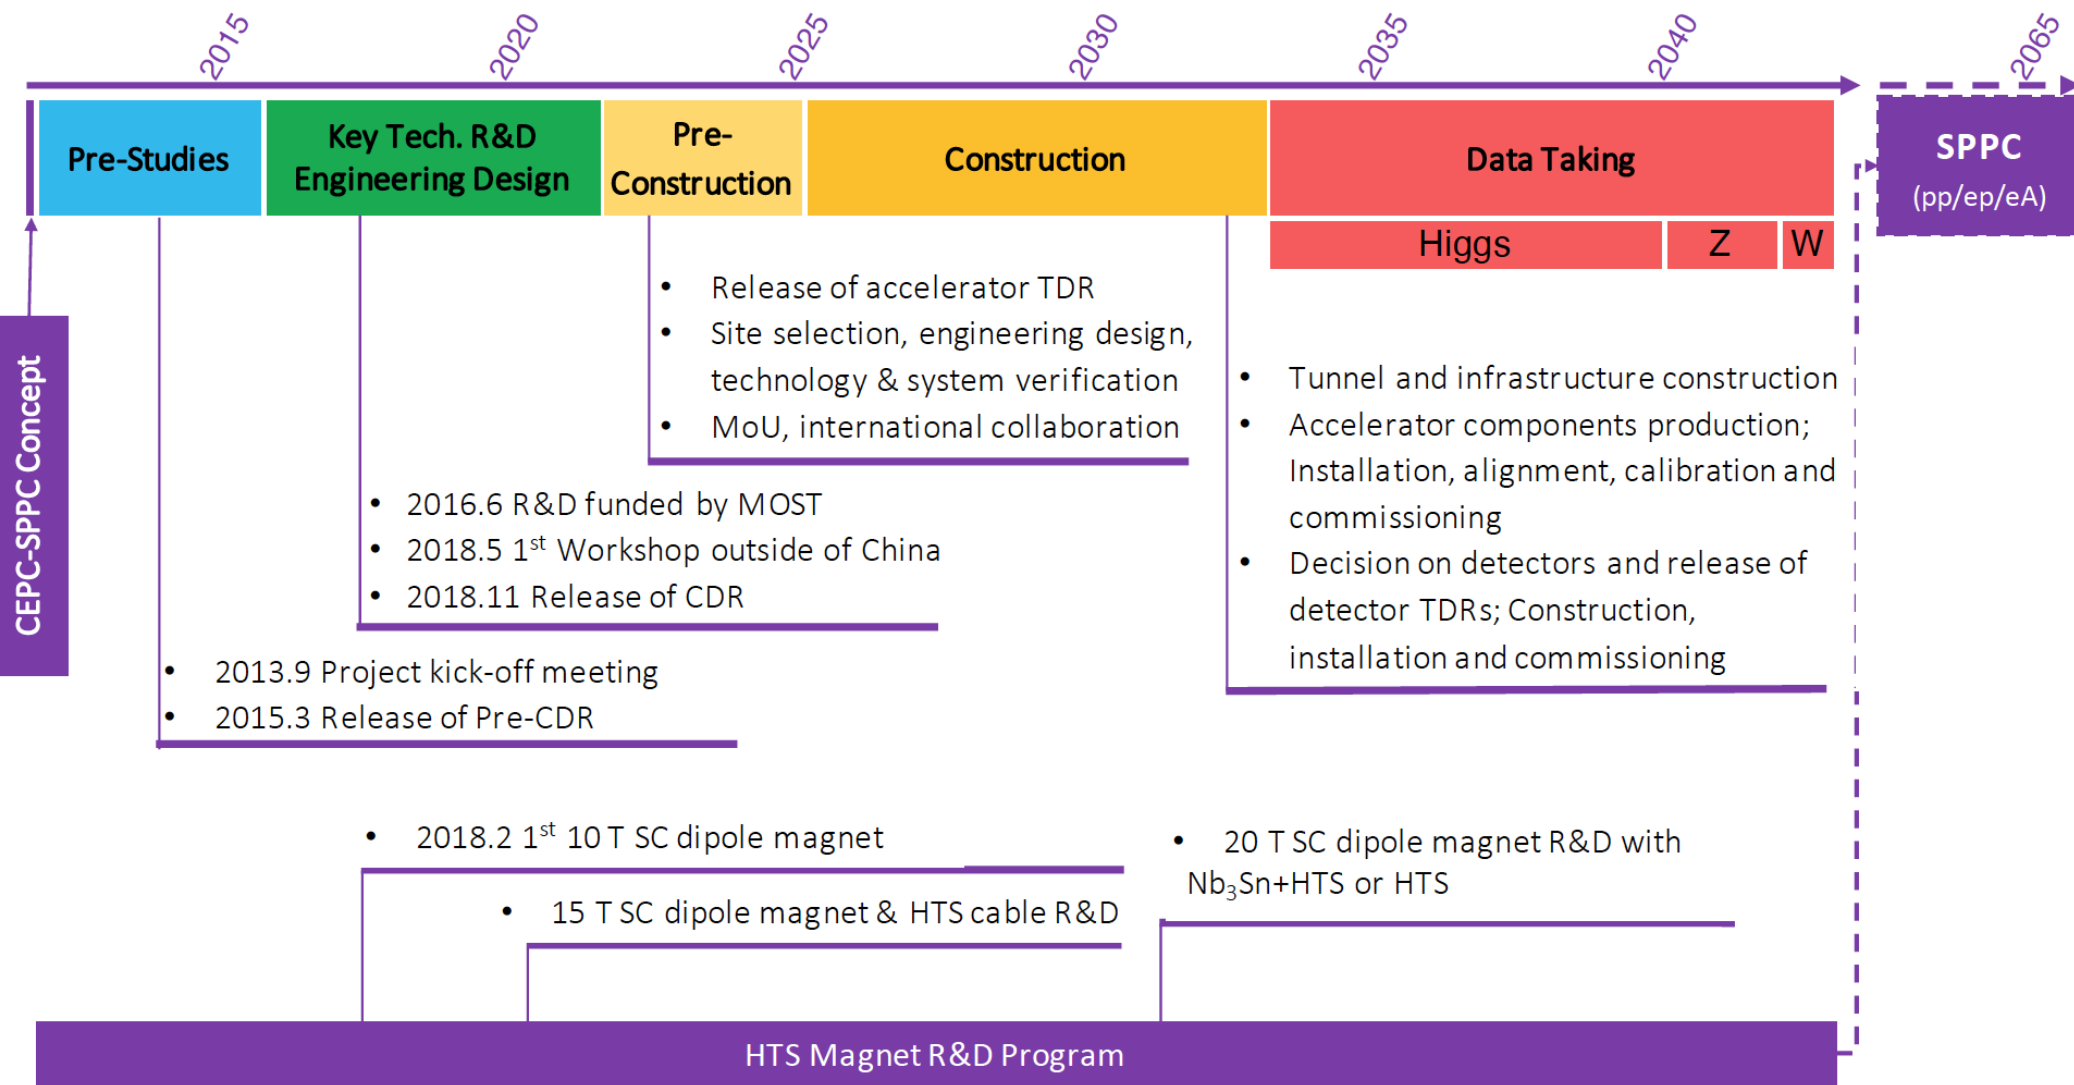 2015
2020
2025
2030
2035
2040
2065
Pre-Studies
Key Tech. R&D
Engineering Design
Pre-
Construction
Construction
Data Taking
SPPC
(pp/ep/eA)
Higgs
Z
W
CEPC-SPPC Concept
• Release of accelerator TDR
• Site selection, engineering design,
technology & system verification
• MoU, international collaboration
• Tunnel and infrastructure construction
• Accelerator components production;
Installation, alignment, calibration and
commissioning
• Decision on detectors and release of
detector TDRs; Construction,
installation and commissioning
• 2016.6 R&D funded by MOST
• 2018.5 1st Workshop outside of China
• 2018.11 Release of CDR
• 2013.9 Project kick-off meeting
• 2015.3 Release of Pre-CDR
• 2018.2 1st 10 T SC dipole magnet
• 15 T SC dipole magnet & HTS cable R&D
• 20 T SC dipole magnet R&D with
Nb3Sn+HTS or HTS
HTS Magnet R&D Program